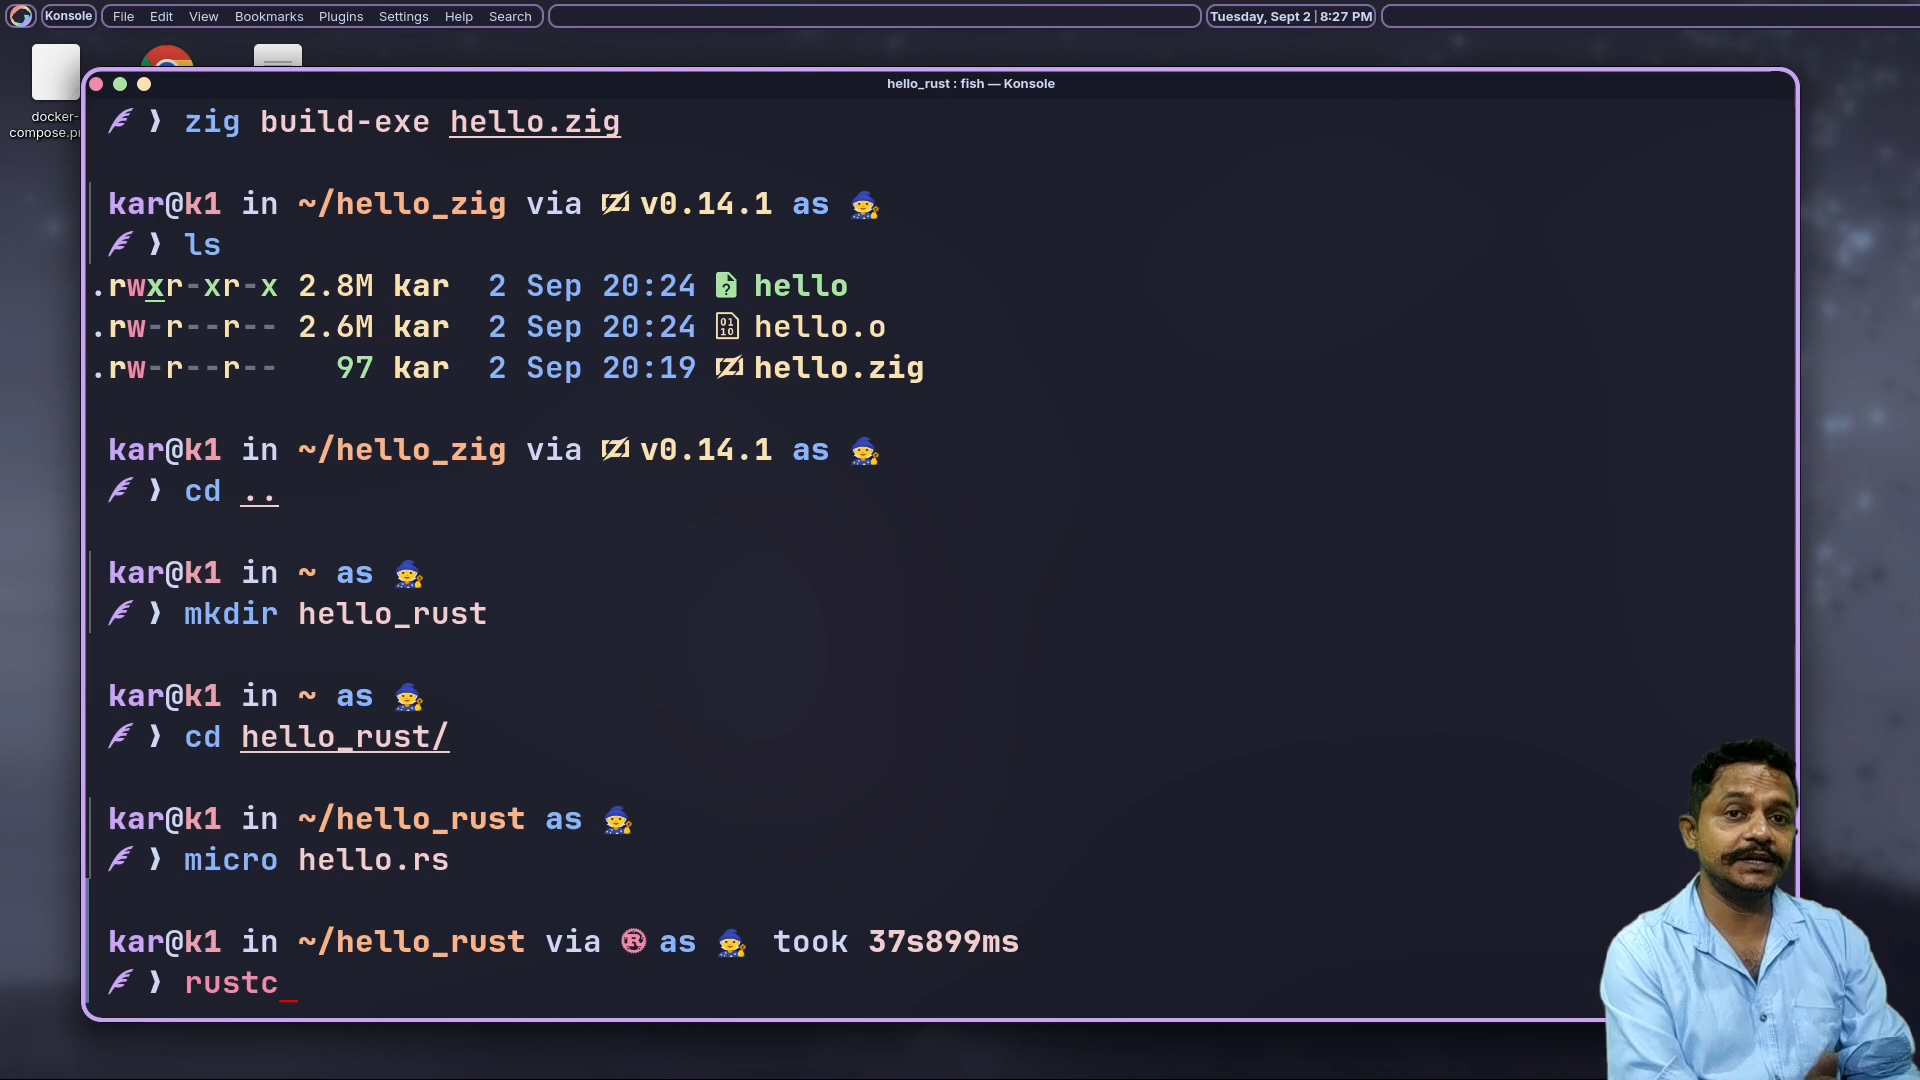 Konsole File Edit View Bookmarks Plugins Settings Help Search Tuesday, Sept 2 | 8:27 PM
docker-
hello_rust : fish — Konsole
❱ zig build-exe hello.zig
kar@k1 in ~/hello_zig via v0.14.1 as
❱ ls
.rwxr-xr-x 2.8M kar 2 Sep 20:24 hello
.rw-r--r-- 2.6M kar 2 Sep 20:24 hello.o
.rw-r--r-- 97 kar 2 Sep 20:19 hello.zig
kar@k1 in ~/hello_zig via v0.14.1 as
❱ cd ..
kar@k1 in ~ as
❱ mkdir hello_rust
kar@k1 in ~ as
❱ cd hello_rust/
kar@k1 in ~/hello_rust as
❱ micro hello.rs
kar@k1 in ~/hello_rust via as took 37s899ms
❱ rustc_